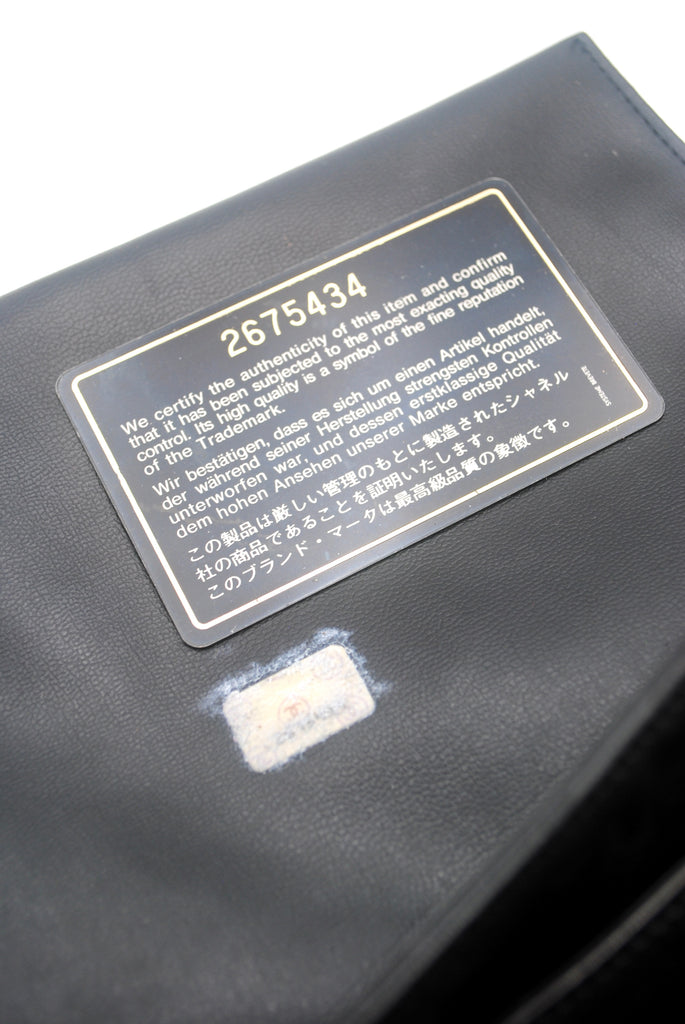 2675434
We certify the authenticity of this item and confirm
that it has been subjected to the most exacting quality
control. Its high quality is a symbol of the fine reputation
of the Trademark.
Wir bestätigen, dass es sich um einen Artikel handelt,
der während seiner Herstellung strengsten Kontrollen
unterworfen war, und dessen erstklassige Qualität
dem hohen Ansehen unserer Marke entspricht.
この製品は厳しい管理のもとに製造されたシャネル
社の商品であることを証明いたします。
このブランド・マークは最高級品質の象徴です。